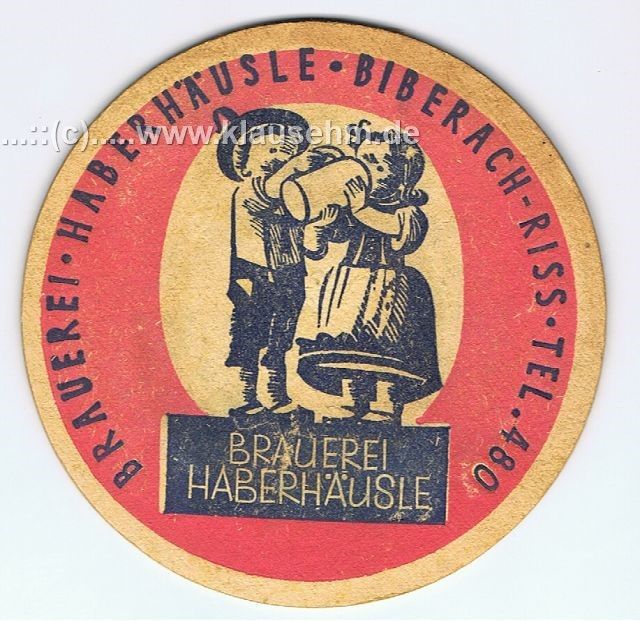 BRAUEREI · HABERHÄUSLE · BIBERACH-RISS · TEL. 480
...::(c).....www.klausehm.de
BRAUEREI
HABERHÄUSLE